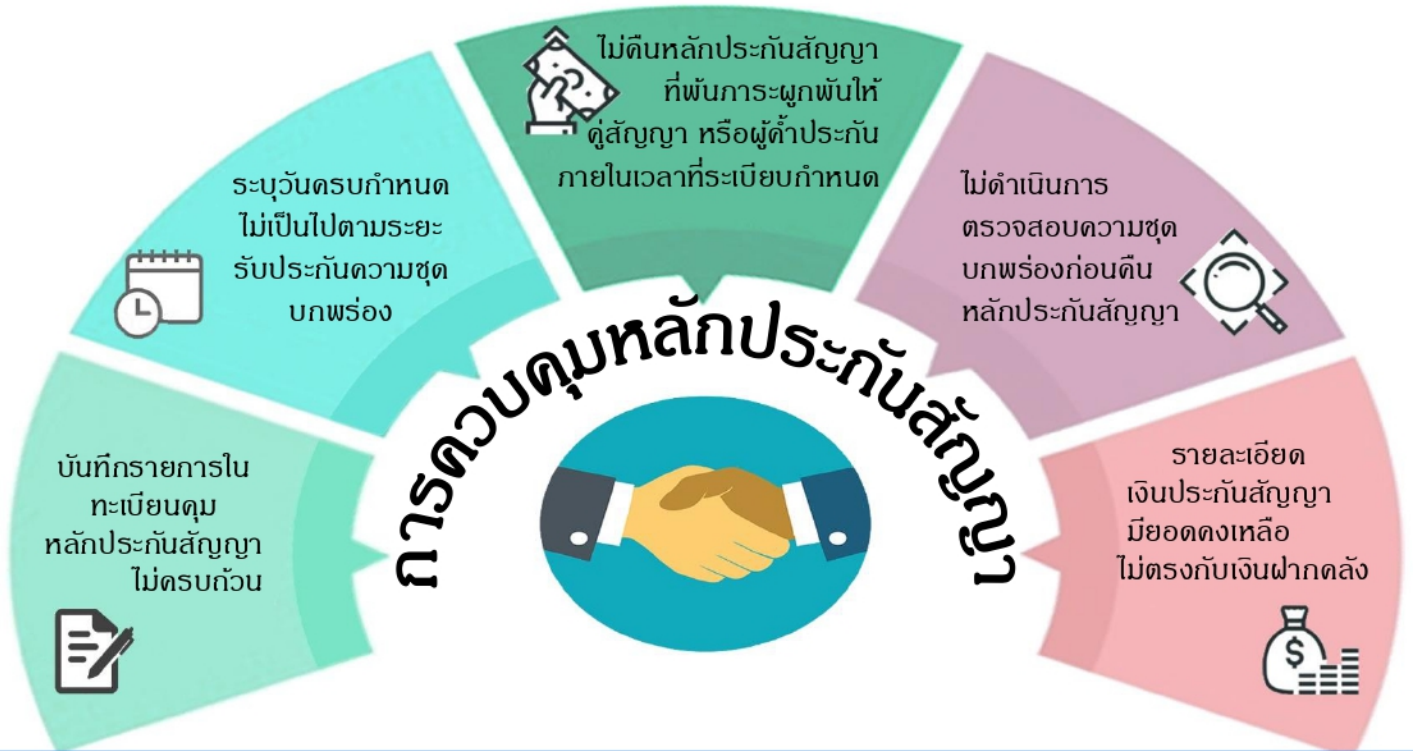 บันทึกรายการใน
ทะเบียนคุม
หลักประกันสัญญา
ไม่ครบถ้วน
ระบุวันครบกำหนด
ไม่เป็นไปตามระยะ
รับประกันความชุด
บกพร่อง
ไม่คืนหลักประกันสัญญา
ที่พ้นภาระผูกพันให้
คู่สัญญา หรือผู้ค้ำประกัน
ภายในเวลาที่ระเบียบกำหนด
ไม่ดำเนินการ
ตรวจสอบความชุด
บกพร่องก่อนคืน
หลักประกันสัญญา
รายละเอียด
เงินประกันสัญญา
มียอดคงเหลือ
ไม่ตรงกับเงินฝากคลัง
$
การควบคุมหลักประกันสัญญา